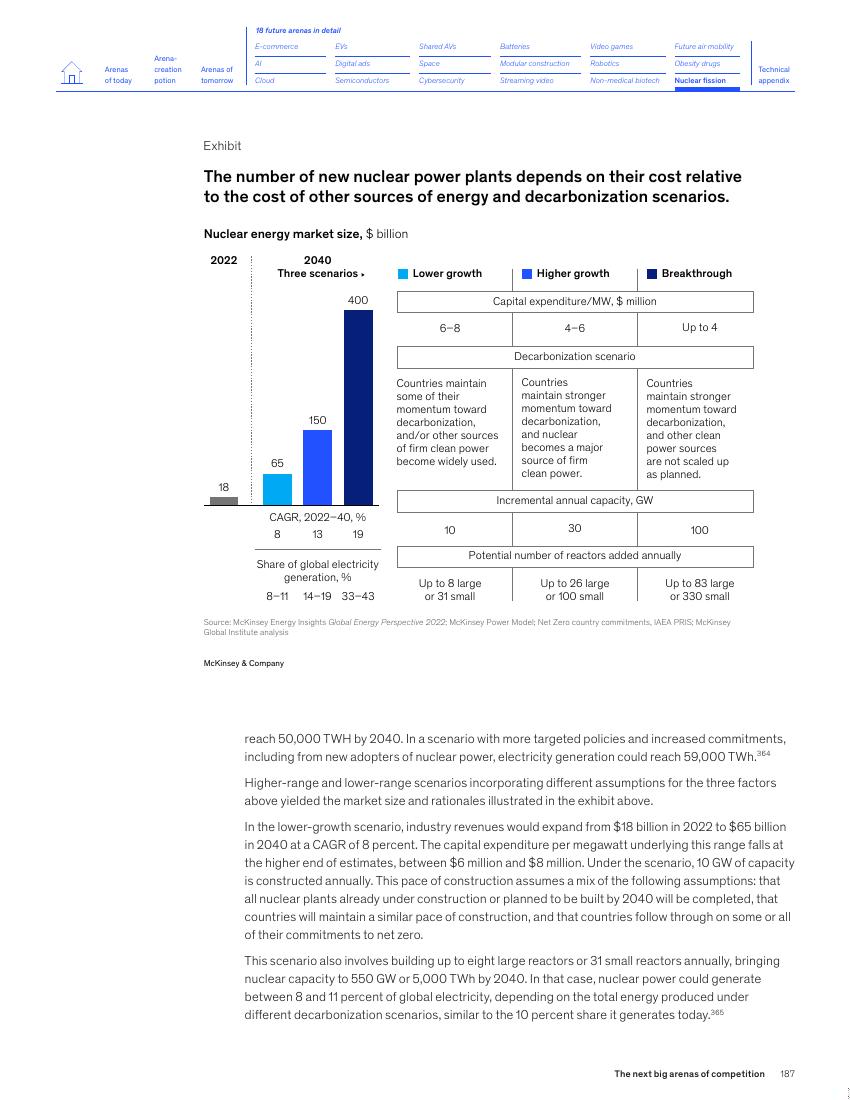 18 future arenas in detail
Arenas of today
Arena-creation potion
Arenas of tomorrow
E-commerce EVs Shared AVs Batteries Video games Future air mobility
AI Digital ads Space Modular construction Robotics Obesity drugs
Cloud Semiconductors Cybersecurity Streaming video Non-medical biotech Nuclear fission
Technical appendix
Exhibit
The number of new nuclear power plants depends on their cost relative
to the cost of other sources of energy and decarbonization scenarios.
Nuclear energy market size, $ billion
2022
2040
Three scenarios ▸
18
65
150
400
CAGR, 2022–40, %
8 13 19
Share of global electricity
generation, %
8–11 14–19 33–43
Lower growth Higher growth Breakthrough
Capital expenditure/MW, $ million
6–8 4–6 Up to 4
Decarbonization scenario
Countries maintain
some of their
momentum toward
decarbonization,
and/or other sources
of firm clean power
become widely used.
Countries
maintain stronger
momentum toward
decarbonization,
and nuclear
becomes a major
source of firm
clean power.
Countries
maintain stronger
momentum toward
decarbonization,
and other clean
power sources
are not scaled up
as planned.
Incremental annual capacity, GW
10 30 100
Potential number of reactors added annually
Up to 8 large
or 31 small
Up to 26 large
or 100 small
Up to 83 large
or 330 small
Source: McKinsey Energy Insights Global Energy Perspective 2022; McKinsey Power Model; Net Zero country commitments, IAEA PRIS; McKinsey
Global Institute analysis
McKinsey & Company
reach 50,000 TWH by 2040. In a scenario with more targeted policies and increased commitments,
including from new adopters of nuclear power, electricity generation could reach 59,000 TWh.364
Higher-range and lower-range scenarios incorporating different assumptions for the three factors
above yielded the market size and rationales illustrated in the exhibit above.
In the lower-growth scenario, industry revenues would expand from $18 billion in 2022 to $65 billion
in 2040 at a CAGR of 8 percent. The capital expenditure per megawatt underlying this range falls at
the higher end of estimates, between $6 million and $8 million. Under the scenario, 10 GW of capacity
is constructed annually. This pace of construction assumes a mix of the following assumptions: that
all nuclear plants already under construction or planned to be built by 2040 will be completed, that
countries will maintain a similar pace of construction, and that countries follow through on some or all
of their commitments to net zero.
This scenario also involves building up to eight large reactors or 31 small reactors annually, bringing
nuclear capacity to 550 GW or 5,000 TWh by 2040. In that case, nuclear power could generate
between 8 and 11 percent of global electricity, depending on the total energy produced under
different decarbonization scenarios, similar to the 10 percent share it generates today.365
The next big arenas of competition 187